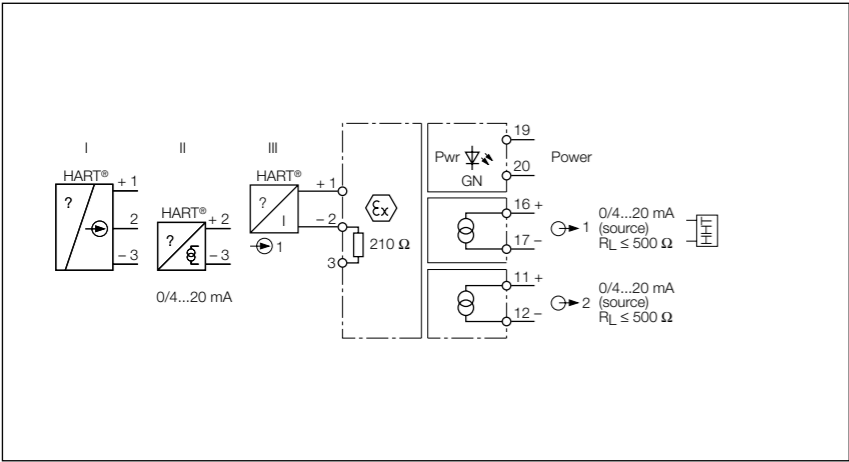 I
HART®
?
+ 1
2
– 3
II
HART®
?
+ 2
– 3
0/4...20 mA
III
HART®
?
I
+ 1
– 2
1
3
210 Ω
Ex
Pwr
GN
19
20
Power
16 +
17 –
1
0/4...20 mA
(source)
RL ≤ 500 Ω
HHT
11 +
12 –
2
0/4...20 mA
(source)
RL ≤ 500 Ω